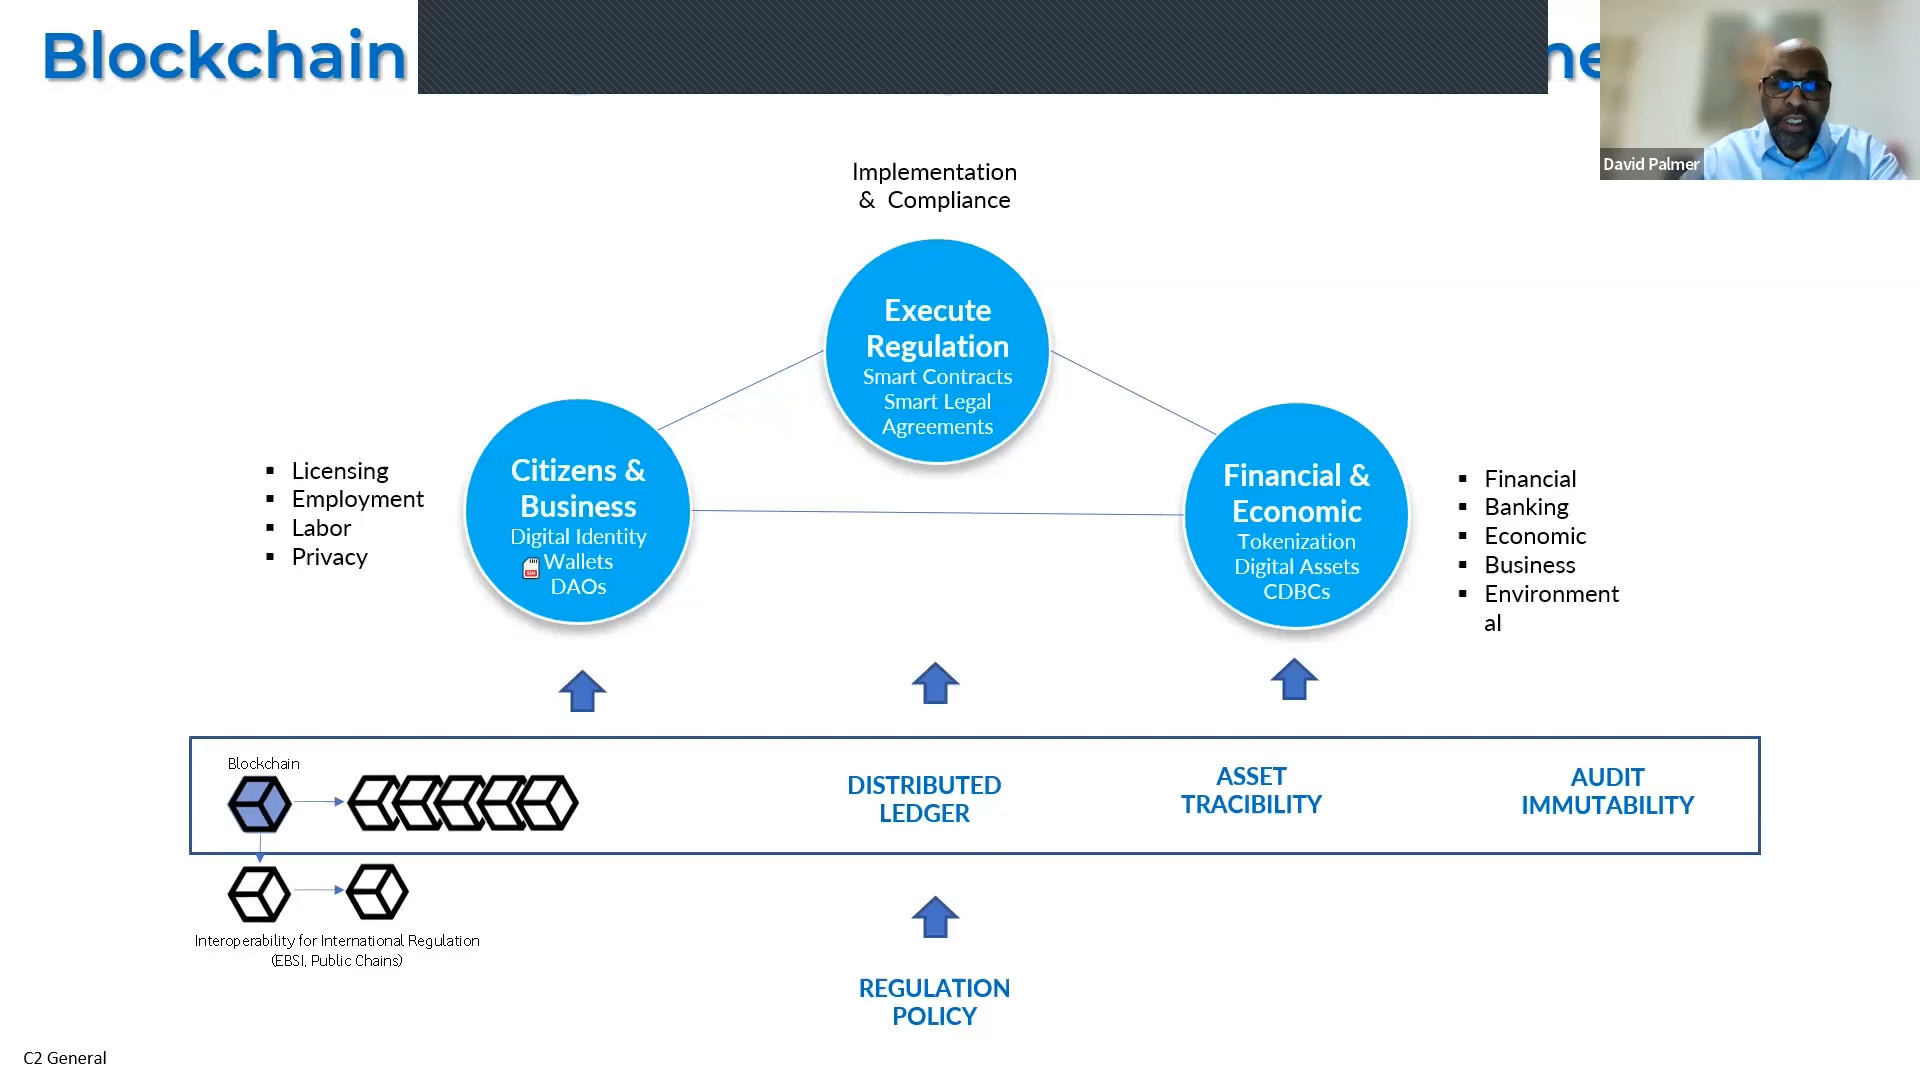 Blockchain
David Palmer
Implementation
& Compliance
Execute
Regulation
Smart Contracts
Smart Legal
Agreements
Citizens &
Business
Digital Identity
Wallets
DAOs
▪ Licensing
▪ Employment
▪ Labor
▪ Privacy
Financial &
Economic
Tokenization
Digital Assets
CDBCs
▪ Financial
▪ Banking
▪ Economic
▪ Business
▪ Environment
al
Blockchain
DISTRIBUTED
LEDGER
ASSET
TRACIBILITY
AUDIT
IMMUTABILITY
Interoperability for International Regulation
(EBSI, Public Chains)
REGULATION
POLICY
C2 General